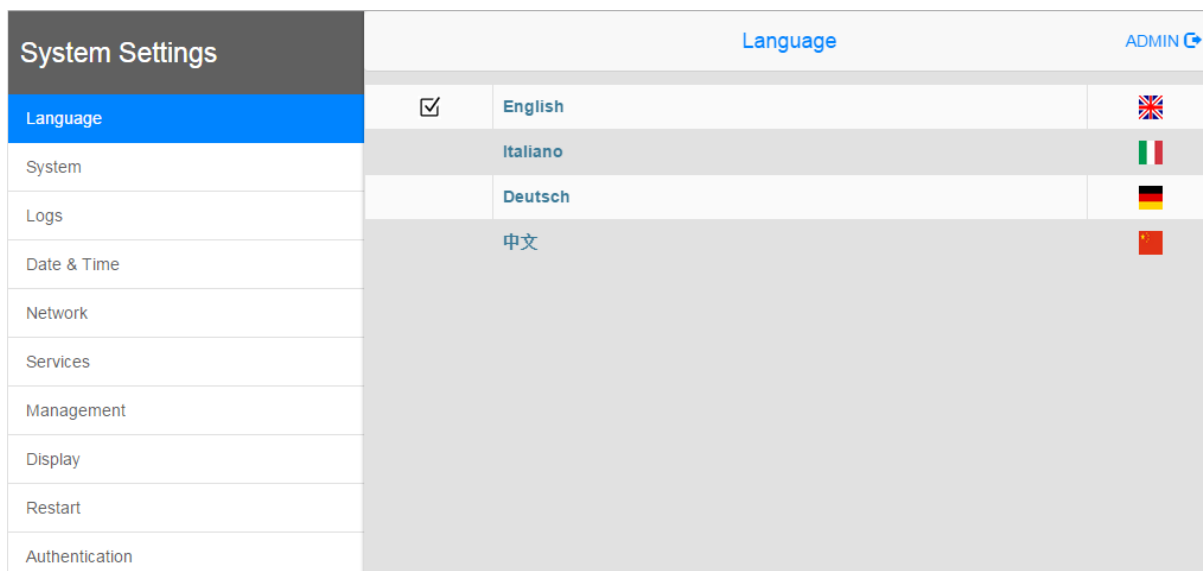 System Settings
Language
System
Logs
Date & Time
Network
Services
Management
Display
Restart
Authentication
Language
ADMIN
English
Italiano
Deutsch
中文